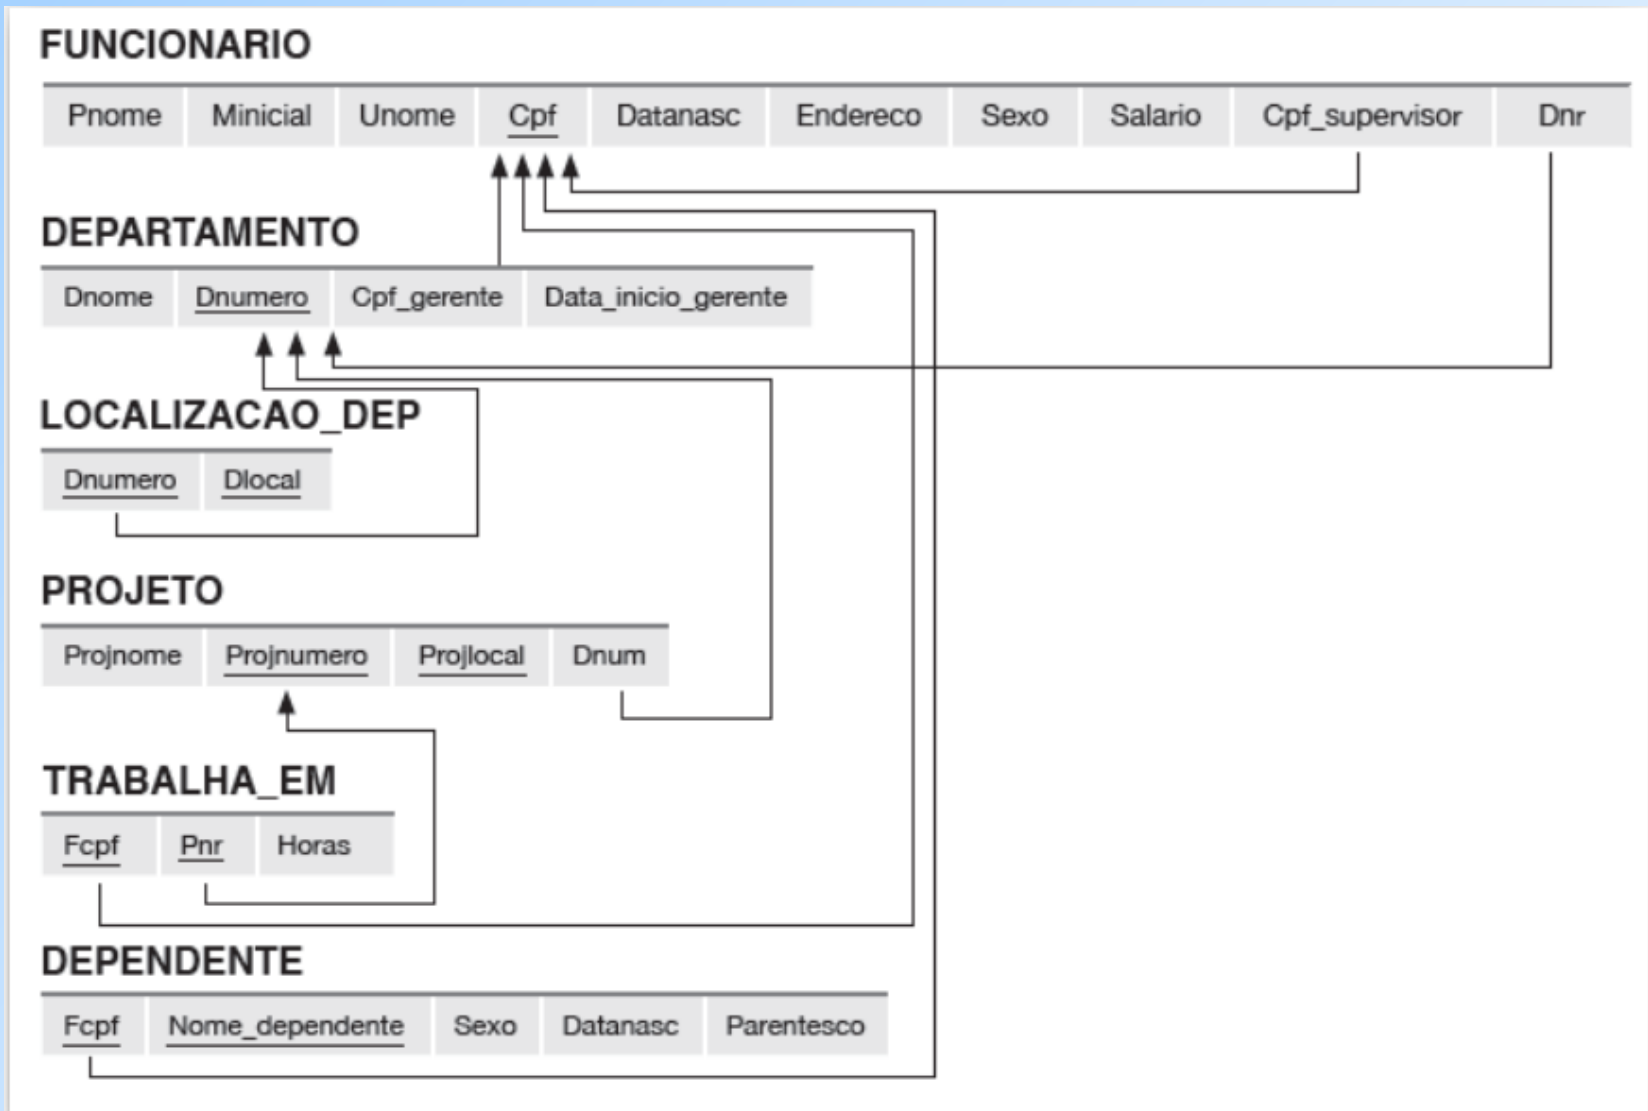 FUNCIONARIO
Pnome Minicial Unome Cpf Datanasc Endereco Sexo Salario Cpf_supervisor Dnr
DEPARTAMENTO
Dnome Dnumero Cpf_gerente Data_inicio_gerente
LOCALIZACAO_DEP
Dnumero Dlocal
PROJETO
Projnome Projnumero Projlocal Dnum
TRABALHA_EM
Fcpf Pnr Horas
DEPENDENTE
Fcpf Nome_dependente Sexo Datanasc Parentesco